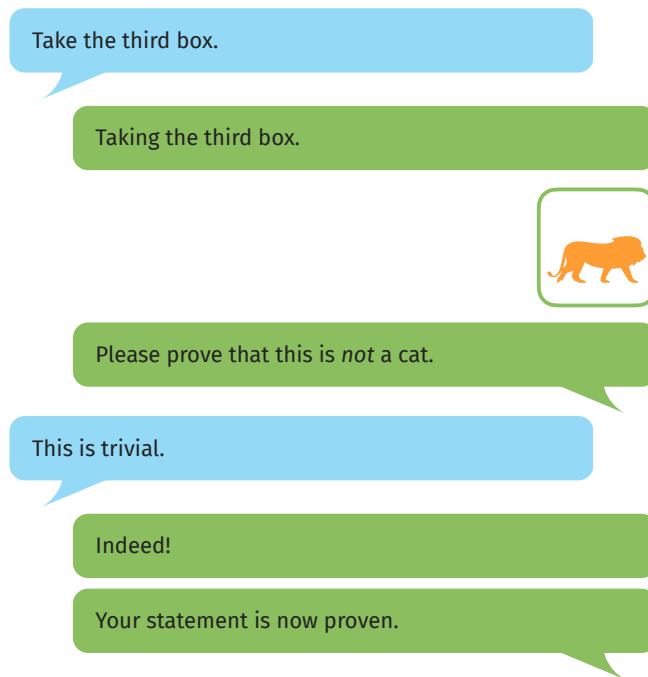 Take the third box.
Taking the third box.
Please prove that this is not a cat.
This is trivial.
Indeed!
Your statement is now proven.